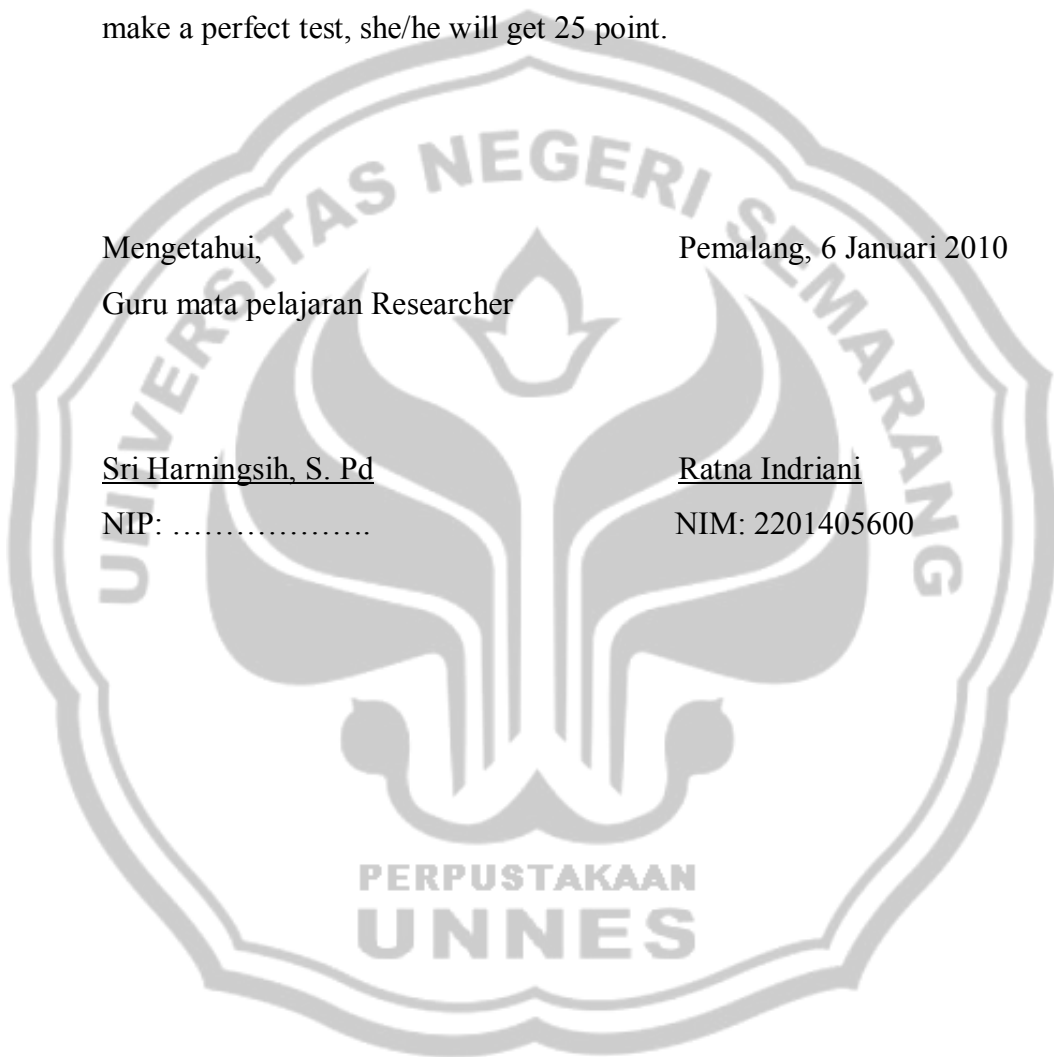 make a perfect test, she/he will get 25 point.
UNIVERSITAS NEGERI SEMARANG
Mengetahui, Pemalang, 6 Januari 2010
Guru mata pelajaran Researcher
Sri Harningsih, S. Pd Ratna Indriani
NIP: ………………. NIM: 2201405600
PERPUSTAKAAN
UNNES